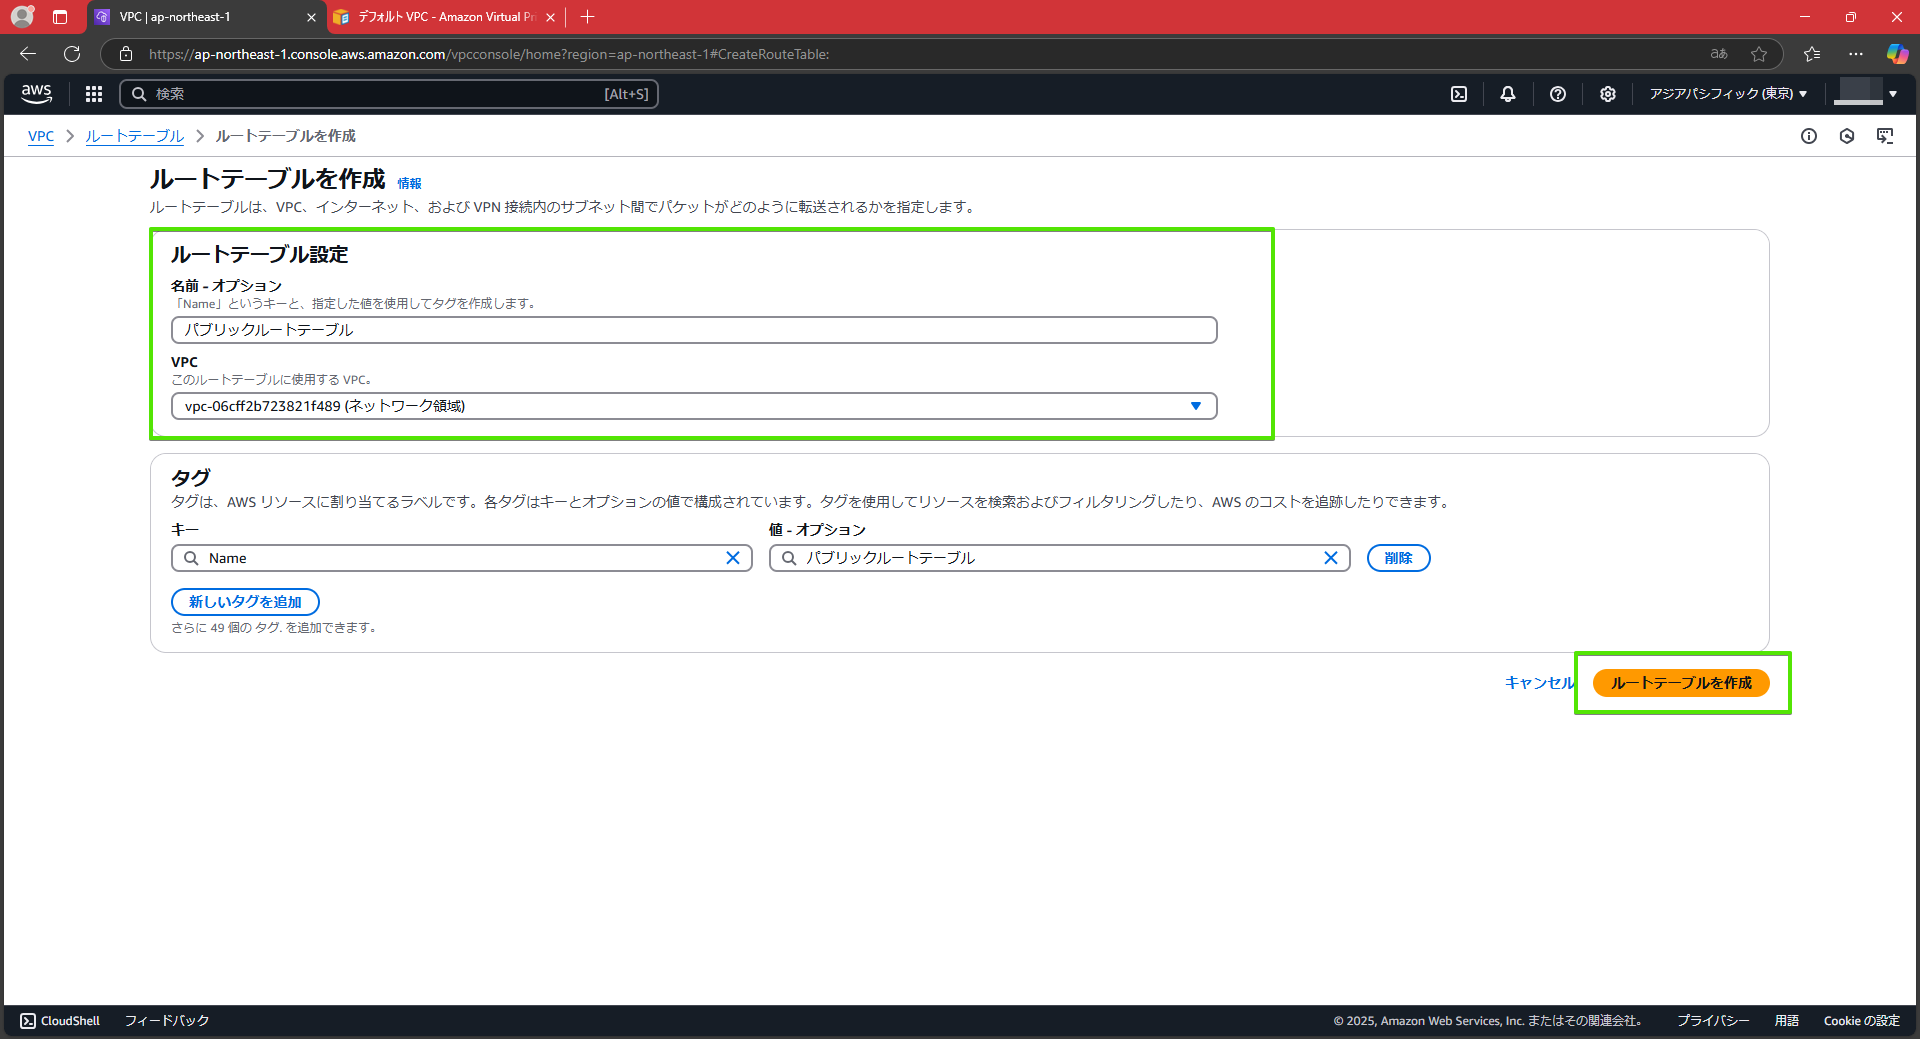 VPC | ap-northeast-1
デフォルト VPC - Amazon Virtual Pri
https://ap-northeast-1.console.aws.amazon.com/vpcconsole/home?region=ap-northeast-1#CreateRouteTable:
aあ
aws
検索
[Alt+S]
アジアパシフィック (東京)
VPC
ルートテーブル
ルートテーブルを作成
ルートテーブルを作成 情報
ルートテーブルは、VPC、インターネット、および VPN 接続内のサブネット間でパケットがどのように転送されるかを指定します。
ルートテーブル設定
名前 - オプション
「Name」というキーと、指定した値を使用してタグを作成します。
パブリックルートテーブル
VPC
このルートテーブルに使用する VPC。
vpc-06cff2b723821f489 (ネットワーク領域)
タグ
タグは、AWS リソースに割り当てるラベルです。各タグはキーとオプションの値で構成されています。タグを使用してリソースを検索およびフィルタリングしたり、AWS のコストを追跡したりできます。
キー
値 - オプション
Name
パブリックルートテーブル
削除
新しいタグを追加
さらに 49 個の タグ. を追加できます。
キャンセル
ルートテーブルを作成
CloudShell
フィードバック
© 2025, Amazon Web Services, Inc. またはその関連会社。
プライバシー
用語
Cookie の設定